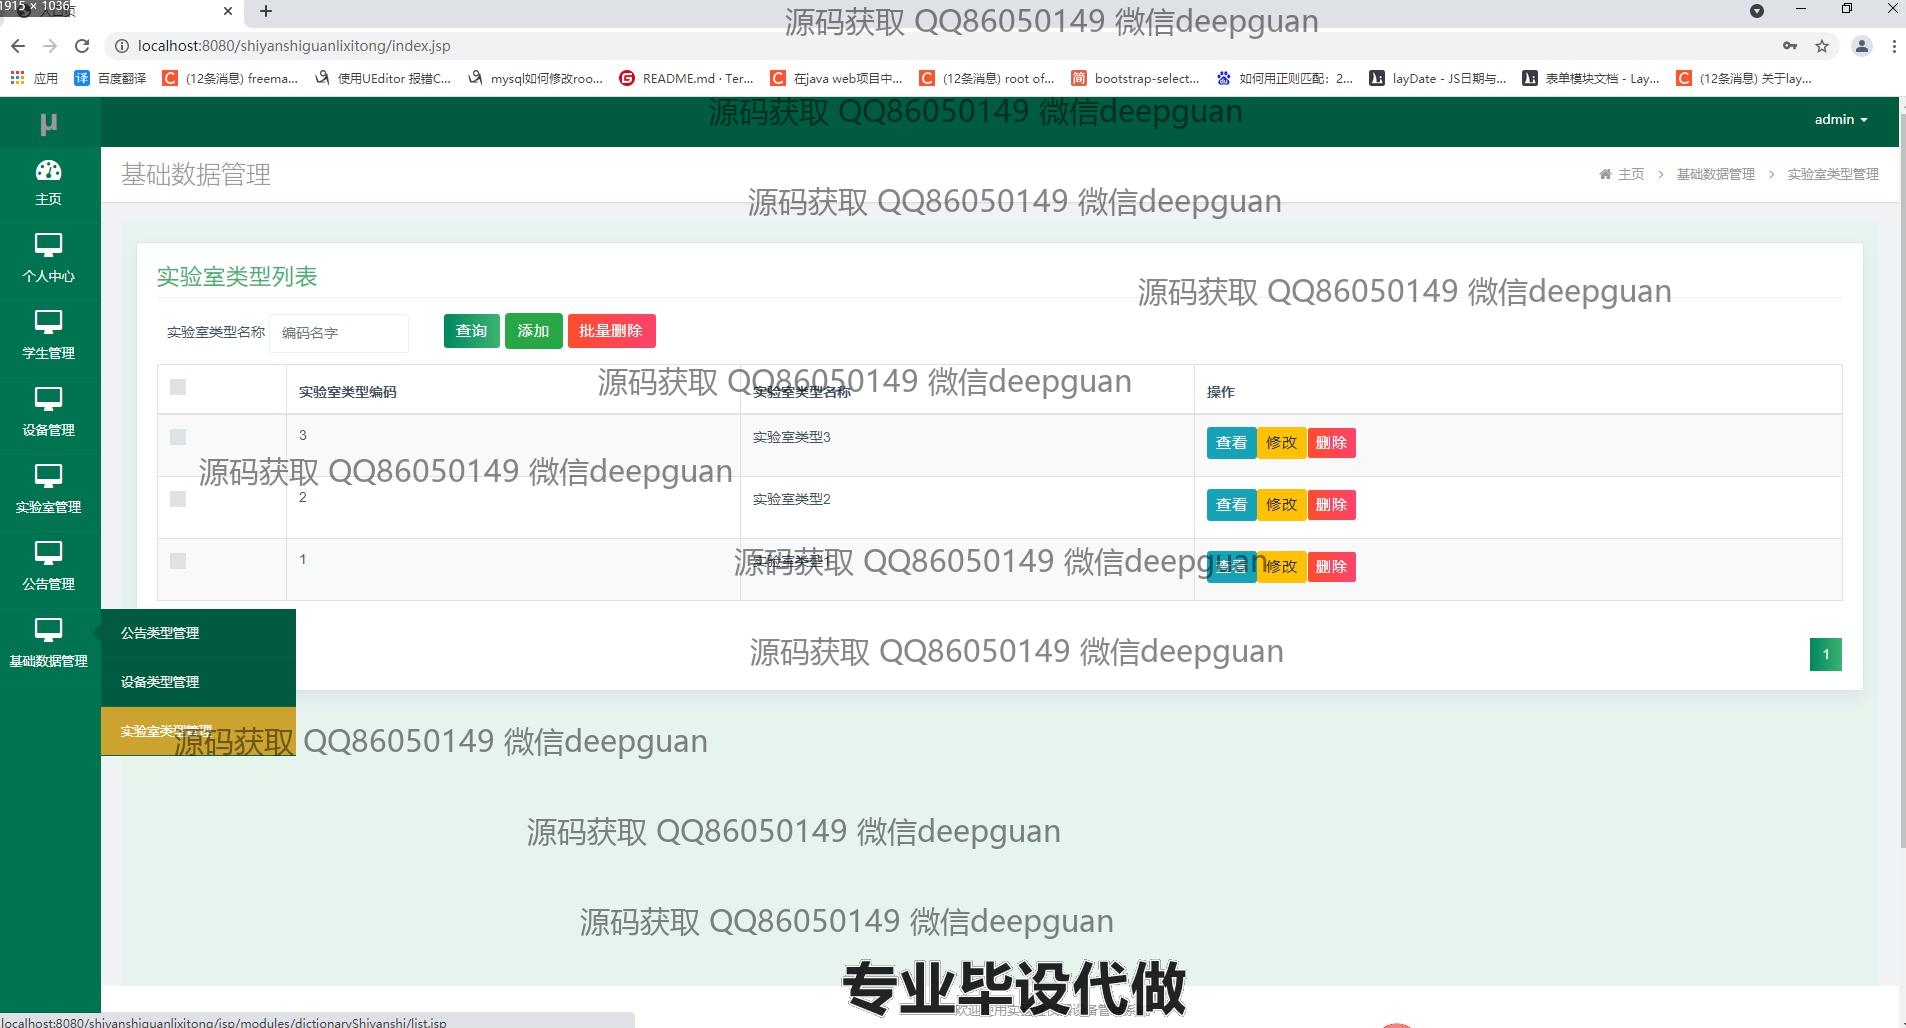 1915 × 1036
源码获取 QQ86050149 微信deepguan
localhost:8080/shiyanshiguanlixitong/index.jsp
应用 百度翻译 (12条消息) freema... 使用UEditor 报错C... mysql如何修改roo... README.md · Ter... 在java web项目中... (12条消息) root of... bootstrap-select... 如何用正则匹配：2... layDate - JS日期与... 表单模块文档 - Lay... (12条消息) 关于lay...
源码获取 QQ86050149 微信deepguan
μ admin
主页
基础数据管理 主页 > 基础数据管理 > 实验室类型管理
源码获取 QQ86050149 微信deepguan
个人中心
实验室类型列表
源码获取 QQ86050149 微信deepguan
学生管理
实验室类型名称 编码名字 查询 添加 批量删除
源码获取 QQ86050149 微信deepguan
实验室类型编码 实验室类型名称 操作
设备管理
3 实验室类型3 查看 修改 删除
源码获取 QQ86050149 微信deepguan
实验室管理
2 实验室类型2 查看 修改 删除
源码获取 QQ86050149 微信deepguan
1 实验室类型1 查看 修改 删除
公告管理
基础数据管理
公告类型管理
源码获取 QQ86050149 微信deepguan
1
设备类型管理
实验室类型管理
源码获取 QQ86050149 微信deepguan
源码获取 QQ86050149 微信deepguan
源码获取 QQ86050149 微信deepguan
专业毕设代做
localhost:8080/shiyanshiguanlixitong/jsp/modules/dictionaryShiyanshi/list.jsp